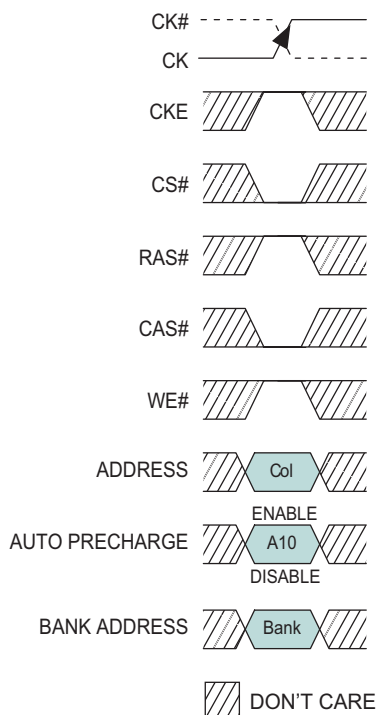 CK#
CK
CKE
CS#
RAS#
CAS#
WE#
ADDRESS
Col
ENABLE
AUTO PRECHARGE
A10
DISABLE
BANK ADDRESS
Bank
DON'T CARE